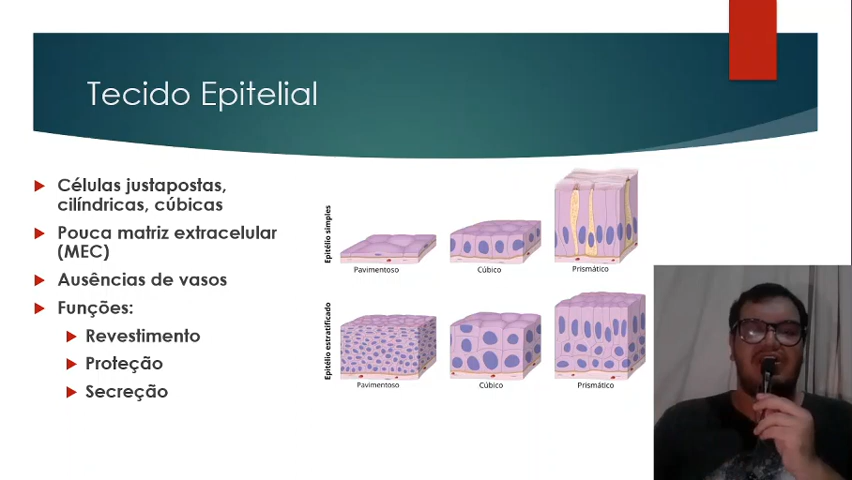 Tecido Epitelial
Células justapostas,
cilíndricas, cúbicas
Pouca matriz extracelular
(MEC)
Ausências de vasos
Funções:
Revestimento
Proteção
Secreção
Epitélio simples
Pavimentoso
Cúbico
Prismático
Epitélio estratificado
Pavimentoso
Cúbico
Prismático